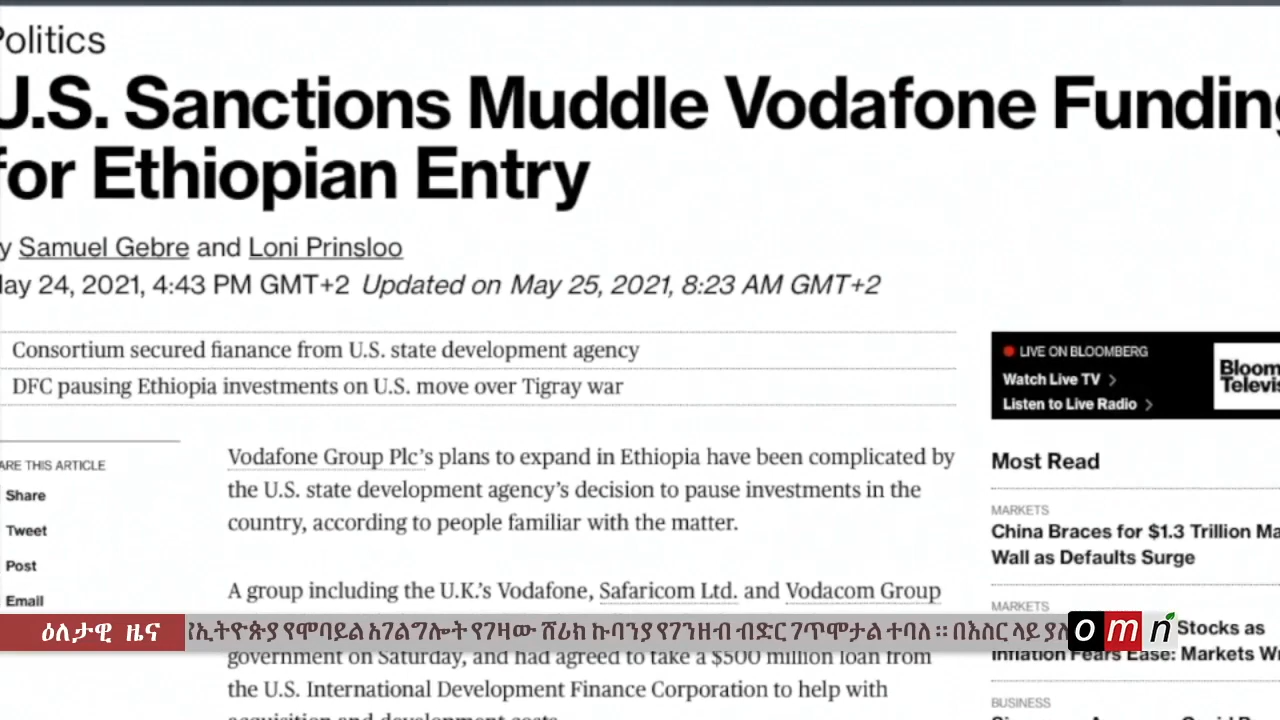 Politics
U.S. Sanctions Muddle Vodafone Funding
for Ethiopian Entry
Samuel Gebre and Loni Prinsloo
24, 2021, 4:43 PM GMT+2 Updated on May 25, 2021, 8:23 AM GMT+2
Consortium secured fianance from U.S. state development agency
DFC pausing Ethiopia investments on U.S. move over Tigray war
LIVE ON BLOOMBERG
Watch Live TV >
Listen to Live Radio >
THIS ARTICLE
Share
Tweet
Post
Email
Vodafone Group Plc's plans to expand in Ethiopia have been complicated by
the U.S. state development agency's decision to pause investments in the
country, according to people familiar with the matter.
A group including the U.K.'s Vodafone, Safaricom Ltd. and Vodacom Group
government on Saturday, and had agreed to take a $500 million loan from
the U.S. International Development Finance Corporation to help with
Most Read
MARKETS
China Braces for $1.3 Trillion
Wall as Defaults Surge
MARKETS
Stocks as
Inflation Fears Ease: Markets
BUSINESS
ዕለታዊ ዜና
የኢትዮጵያ የሞባይል አገልግሎት የገዛው ሸሪክ ኩባንያ የገንዘብ ብድር ገጥሞታል ተባለ ፡፡ በእስር ላይ
omn